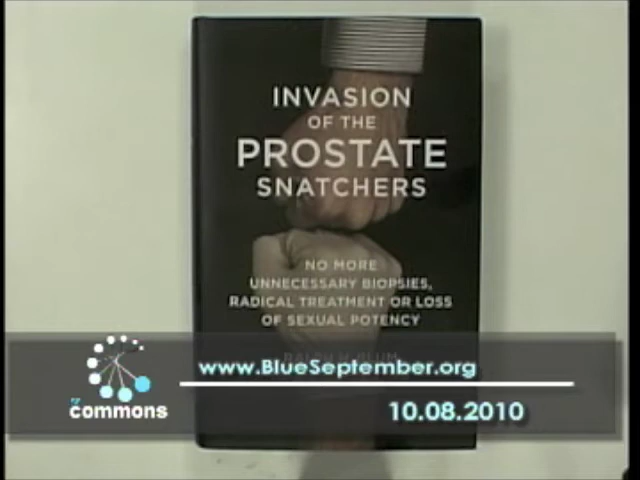 INVASION
OF THE
PROSTATE
SNATCHERS
NO MORE
UNNECESSARY BIOPSIES,
RADICAL TREATMENT OR LOSS
OF SEXUAL POTENCY
www.BlueSeptember.org
commons
10.08.2010